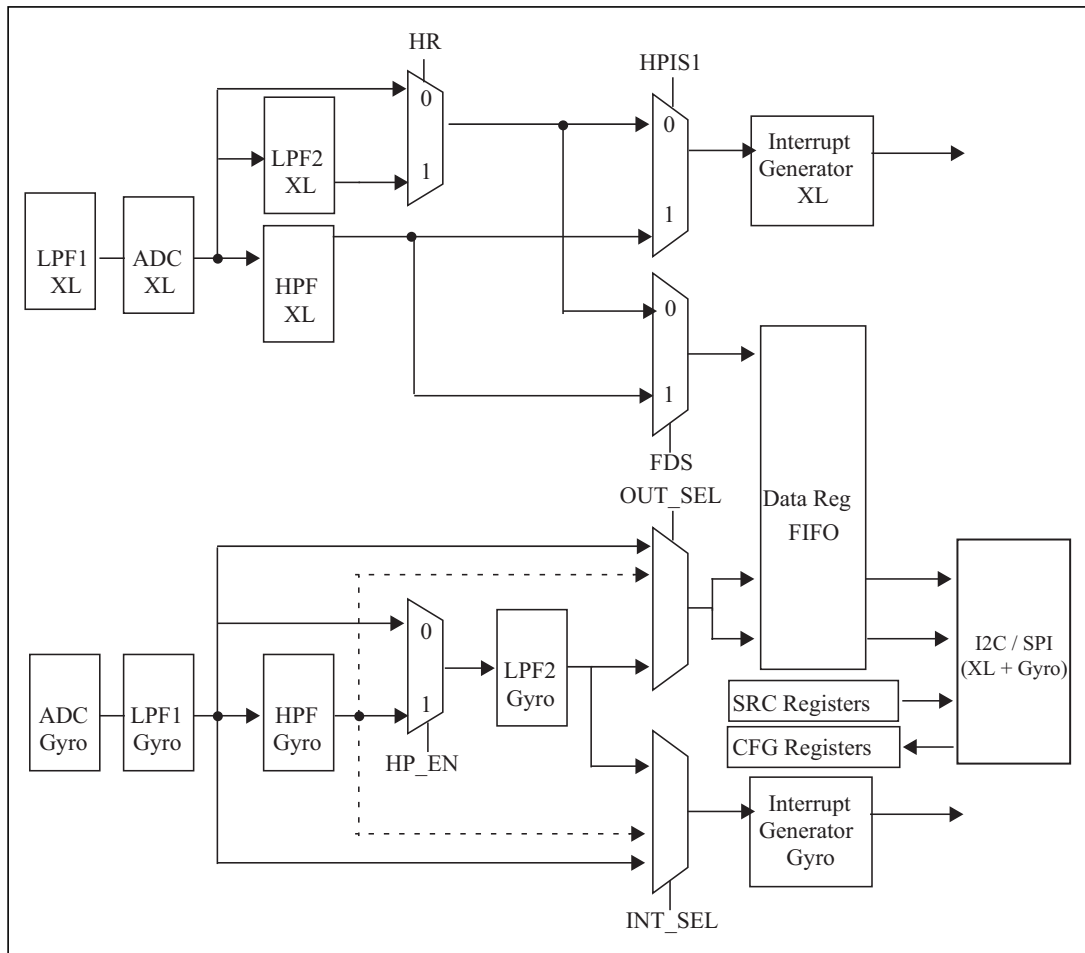 HR
HPIS1
0
0
LPF2
XL
1
Interrupt
Generator
XL
1
LPF1
XL
ADC
XL
HPF
XL
0
1
FDS
OUT_SEL
Data Reg
FIFO
0
1
LPF2
Gyro
I2C / SPI
(XL + Gyro)
ADC
Gyro
LPF1
Gyro
HPF
Gyro
HP_EN
SRC Registers
CFG Registers
Interrupt
Generator
Gyro
INT_SEL